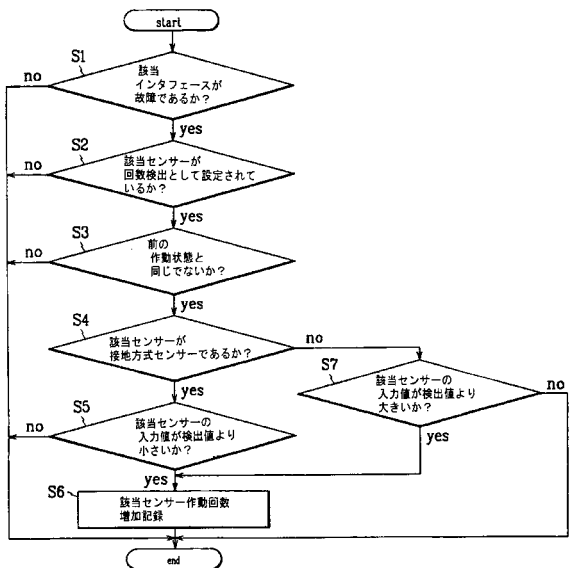 start
S1
該当
インタフェースが
故障であるか?
no
yes
S2
該当センサーが
回数検出として設定されて
いるか?
no
yes
S3
前の
作動状態と
同じでないか?
no
yes
S4
該当センサーが
接地方式センサーであるか?
no
yes
S7
該当センサーの
入力値が検出値より
大きいか?
no
yes
S5
該当センサーの
入力値が検出値より
小さいか?
no
yes
S6
該当センサー作動回数
増加記録
end